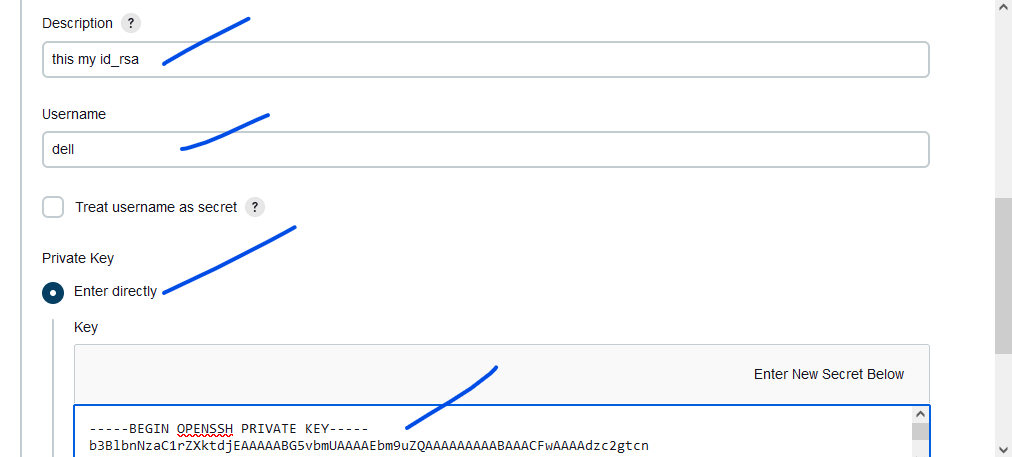 Description ?
this my id_rsa
Username
dell
Treat username as secret ?
Private Key
Enter directly
Key
Enter New Secret Below
-----BEGIN OPENSSH PRIVATE KEY-----
b3BlbnNzaC1rZXktdjEAAAAABG5vbmUAAAAEbm9uZQAAAAAAAAABAAACFwAAAAdzc2gtcn